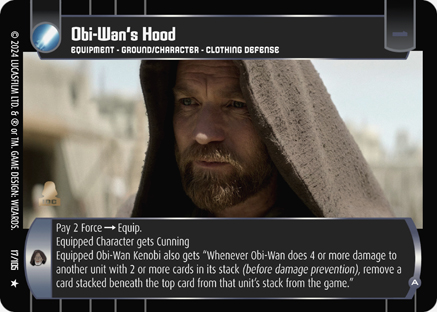 Obi-Wan's Hood
EQUIPMENT - GROUND/CHARACTER - CLOTHING DEFENSE
Pay 2 Force → Equip.
Equipped Character gets Cunning
Equipped Obi-Wan Kenobi also gets “Whenever Obi-Wan does 4 or more damage to
another unit with 2 or more cards in its stack (before damage prevention), remove a
card stacked beneath the top card from that unit's stack from the game.”
A
© 2024 LUCASFILM LTD. & ® or TM. GAME DESIGN: WIZARDS.
17/105